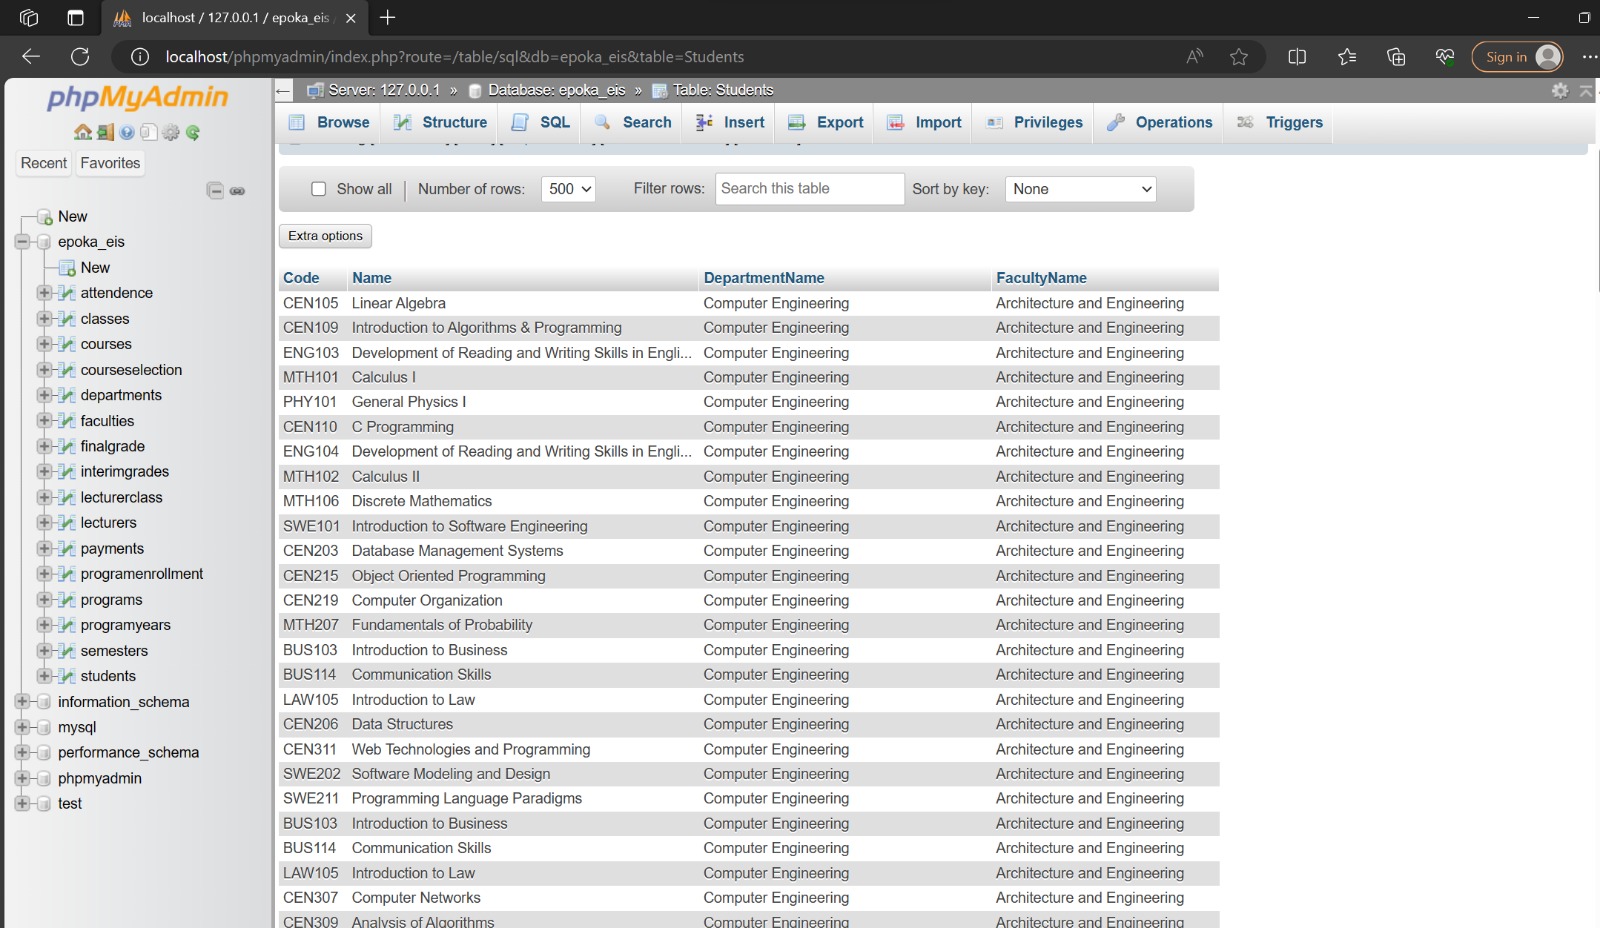 localhost / 127.0.0.1 / epoka_eis
localhost/phpmyadmin/index.php?route=/table/sql&db=epoka_eis&table=Students
Sign in
phpMyAdmin
Recent Favorites
New
epoka_eis
New
attendence
classes
courses
courseselection
departments
faculties
finalgrade
interimgrades
lecturerclass
lecturers
payments
programenrollment
programs
programyears
semesters
students
information_schema
mysql
performance_schema
phpmyadmin
test
Server: 127.0.0.1 » Database: epoka_eis » Table: Students
Browse Structure SQL Search Insert Export Import Privileges Operations Triggers
Show all Number of rows: 500 Filter rows: Search this table Sort by key: None
Extra options
Code Name DepartmentName FacultyName
CEN105 Linear Algebra Computer Engineering Architecture and Engineering
CEN109 Introduction to Algorithms & Programming Computer Engineering Architecture and Engineering
ENG103 Development of Reading and Writing Skills in Engli... Computer Engineering Architecture and Engineering
MTH101 Calculus I Computer Engineering Architecture and Engineering
PHY101 General Physics I Computer Engineering Architecture and Engineering
CEN110 C Programming Computer Engineering Architecture and Engineering
ENG104 Development of Reading and Writing Skills in Engli... Computer Engineering Architecture and Engineering
MTH102 Calculus II Computer Engineering Architecture and Engineering
MTH106 Discrete Mathematics Computer Engineering Architecture and Engineering
SWE101 Introduction to Software Engineering Computer Engineering Architecture and Engineering
CEN203 Database Management Systems Computer Engineering Architecture and Engineering
CEN215 Object Oriented Programming Computer Engineering Architecture and Engineering
CEN219 Computer Organization Computer Engineering Architecture and Engineering
MTH207 Fundamentals of Probability Computer Engineering Architecture and Engineering
BUS103 Introduction to Business Computer Engineering Architecture and Engineering
BUS114 Communication Skills Computer Engineering Architecture and Engineering
LAW105 Introduction to Law Computer Engineering Architecture and Engineering
CEN206 Data Structures Computer Engineering Architecture and Engineering
CEN311 Web Technologies and Programming Computer Engineering Architecture and Engineering
SWE202 Software Modeling and Design Computer Engineering Architecture and Engineering
SWE211 Programming Language Paradigms Computer Engineering Architecture and Engineering
BUS103 Introduction to Business Computer Engineering Architecture and Engineering
BUS114 Communication Skills Computer Engineering Architecture and Engineering
LAW105 Introduction to Law Computer Engineering Architecture and Engineering
CEN307 Computer Networks Computer Engineering Architecture and Engineering
CEN309 Analysis of Algorithms Computer Engineering Architecture and Engineering